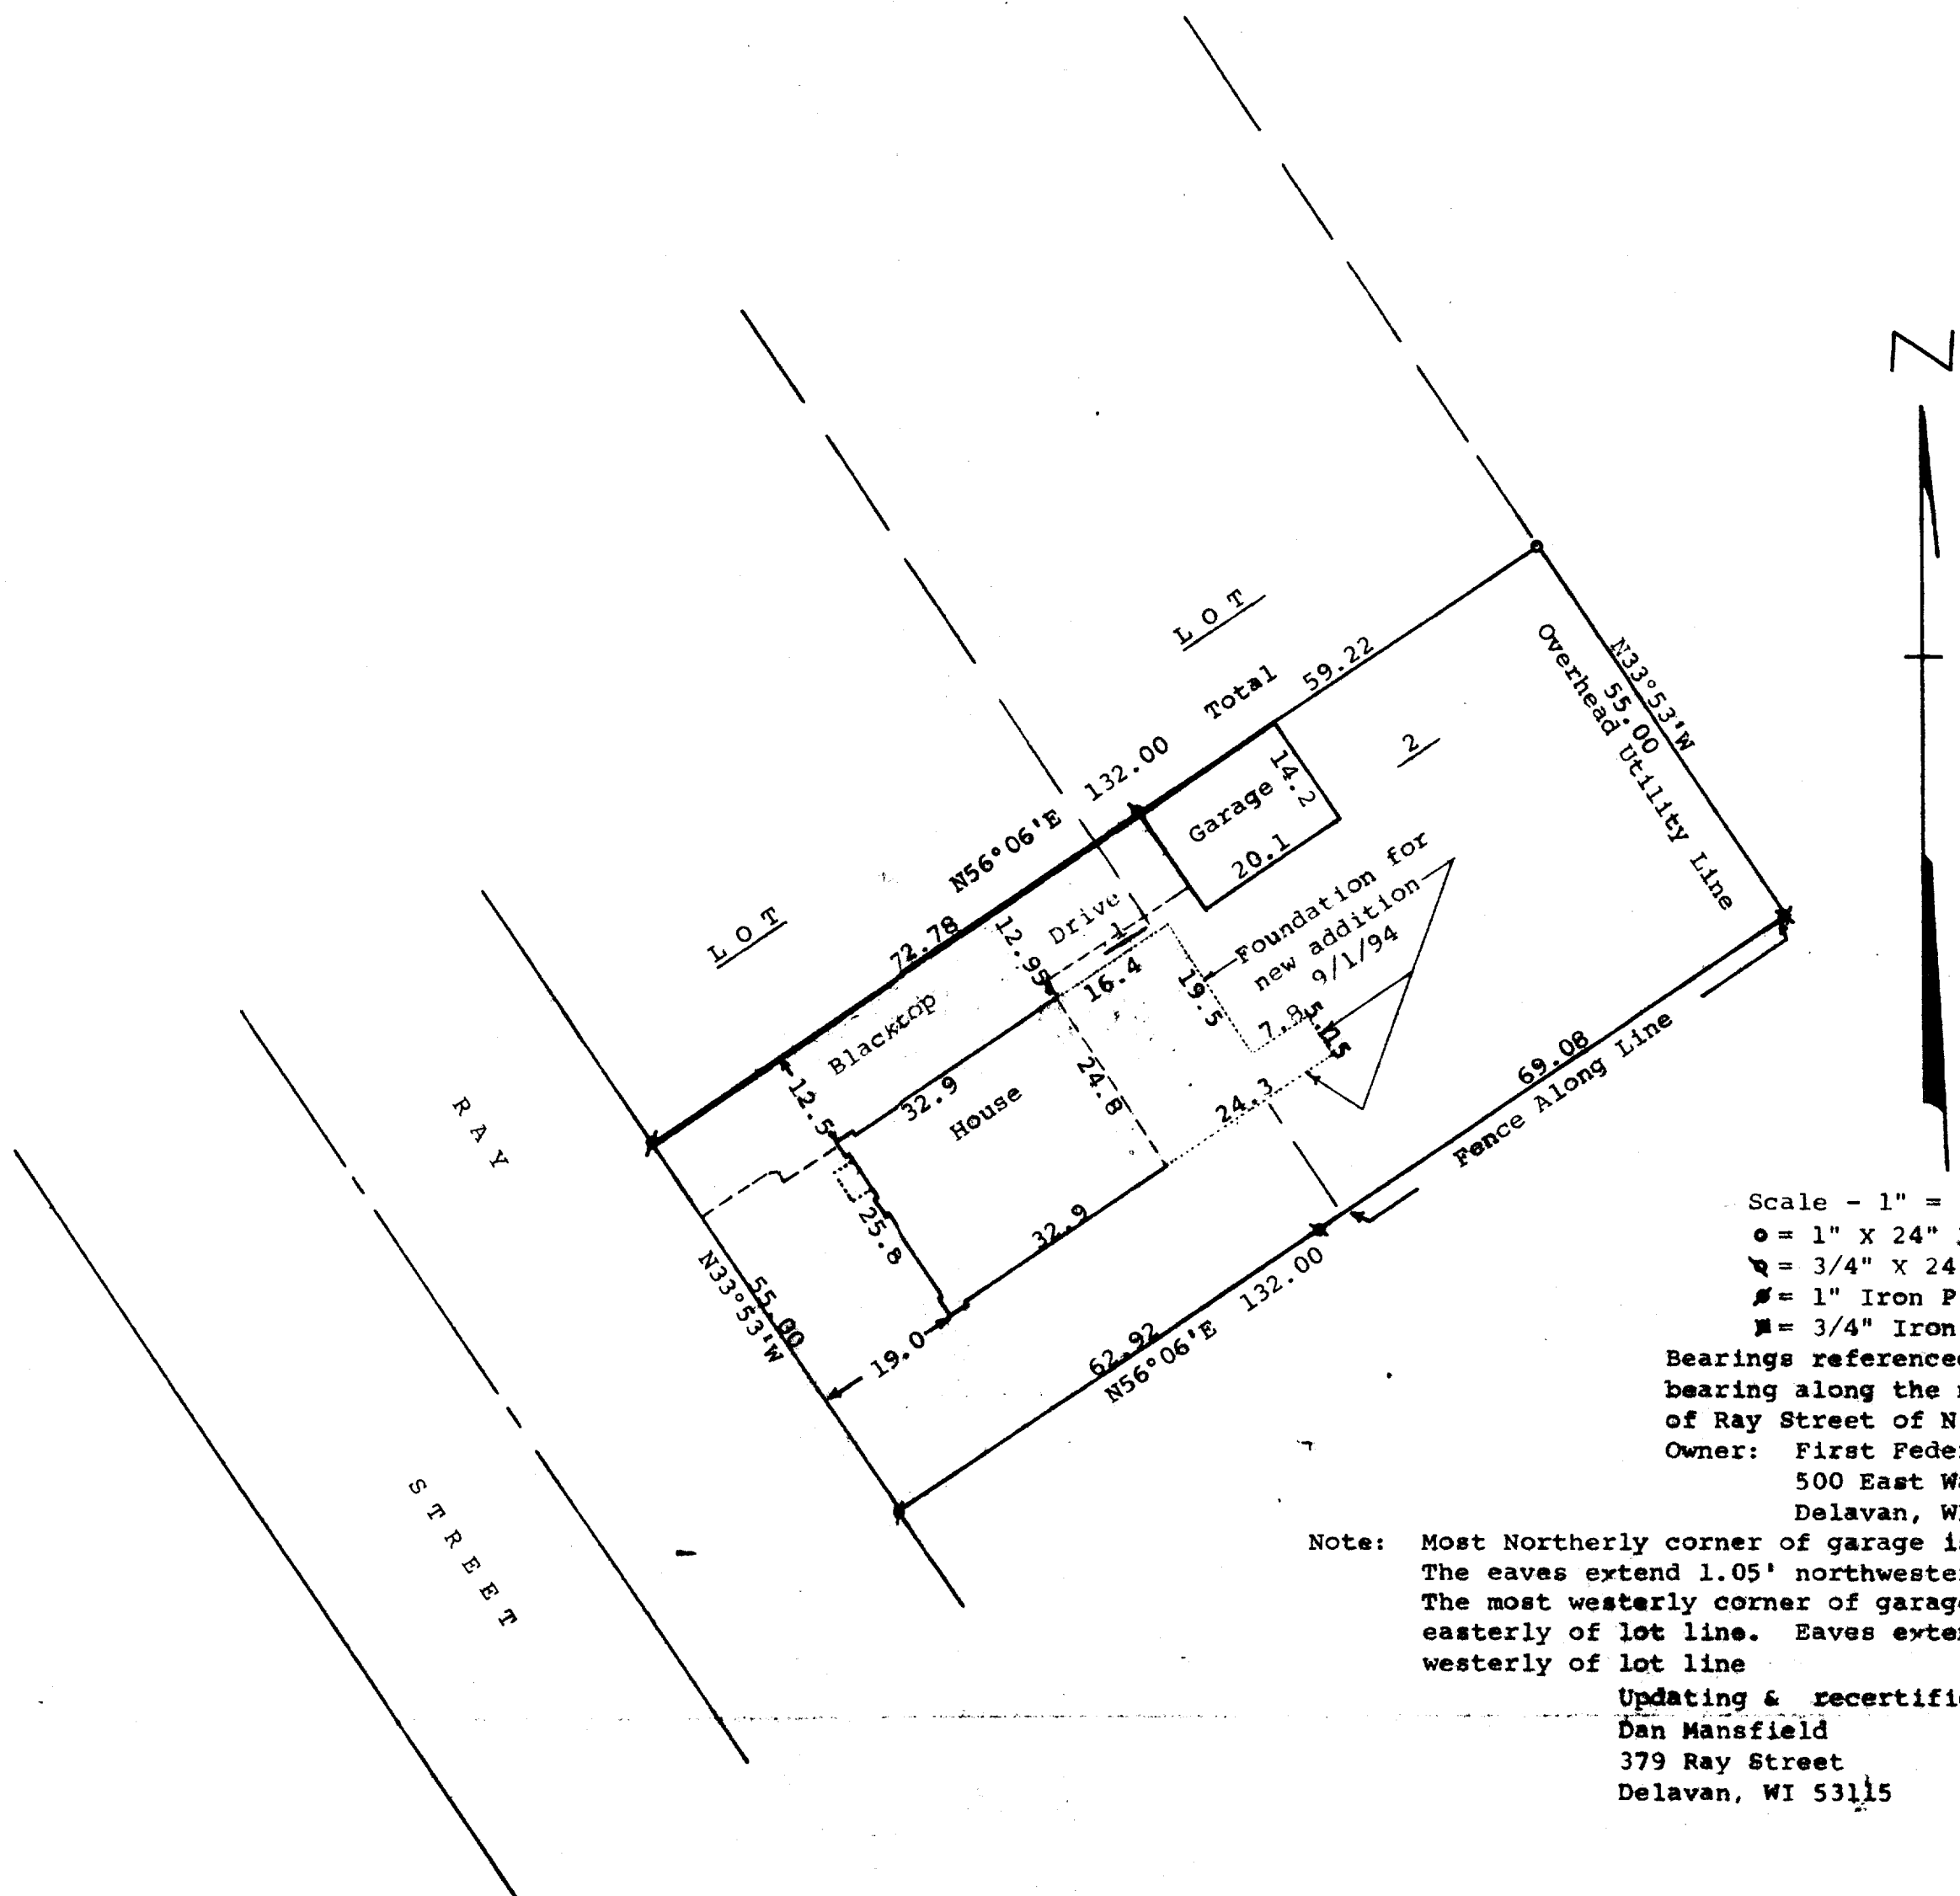 N
L O T
Total
59.22
132.00
N56°06'E
L O T
72.78
N33°53'W
55.00
Overhead Utility Line
2
Garage
14.2
20.1
Drive
1
12.95
16.4
19.5
Foundation for
new addition
9/1/94
7.8
24.3
24.8
Blacktop
12.5
32.9
House
25.8
32.9
R A Y
S T R E E T
N33°53'W
55.00
19.0
69.08
Fence Along Line
62.92
N56°06'E 132.00
Scale - 1" =
= 1" X 24"
= 3/4" X 24
= 1" Iron P
= 3/4" Iron
Bearings reference
bearing along the
of Ray Street of N
Owner: First Fede
500 East W
Delavan, W
Note: Most Northerly corner of garage i
The eaves extend 1.05' northweste
The most westerly corner of garag
easterly of lot line. Eaves exte
westerly of lot line
Updating & recertifi
Dan Mansfield
379 Ray Street
Delavan, WI 53115